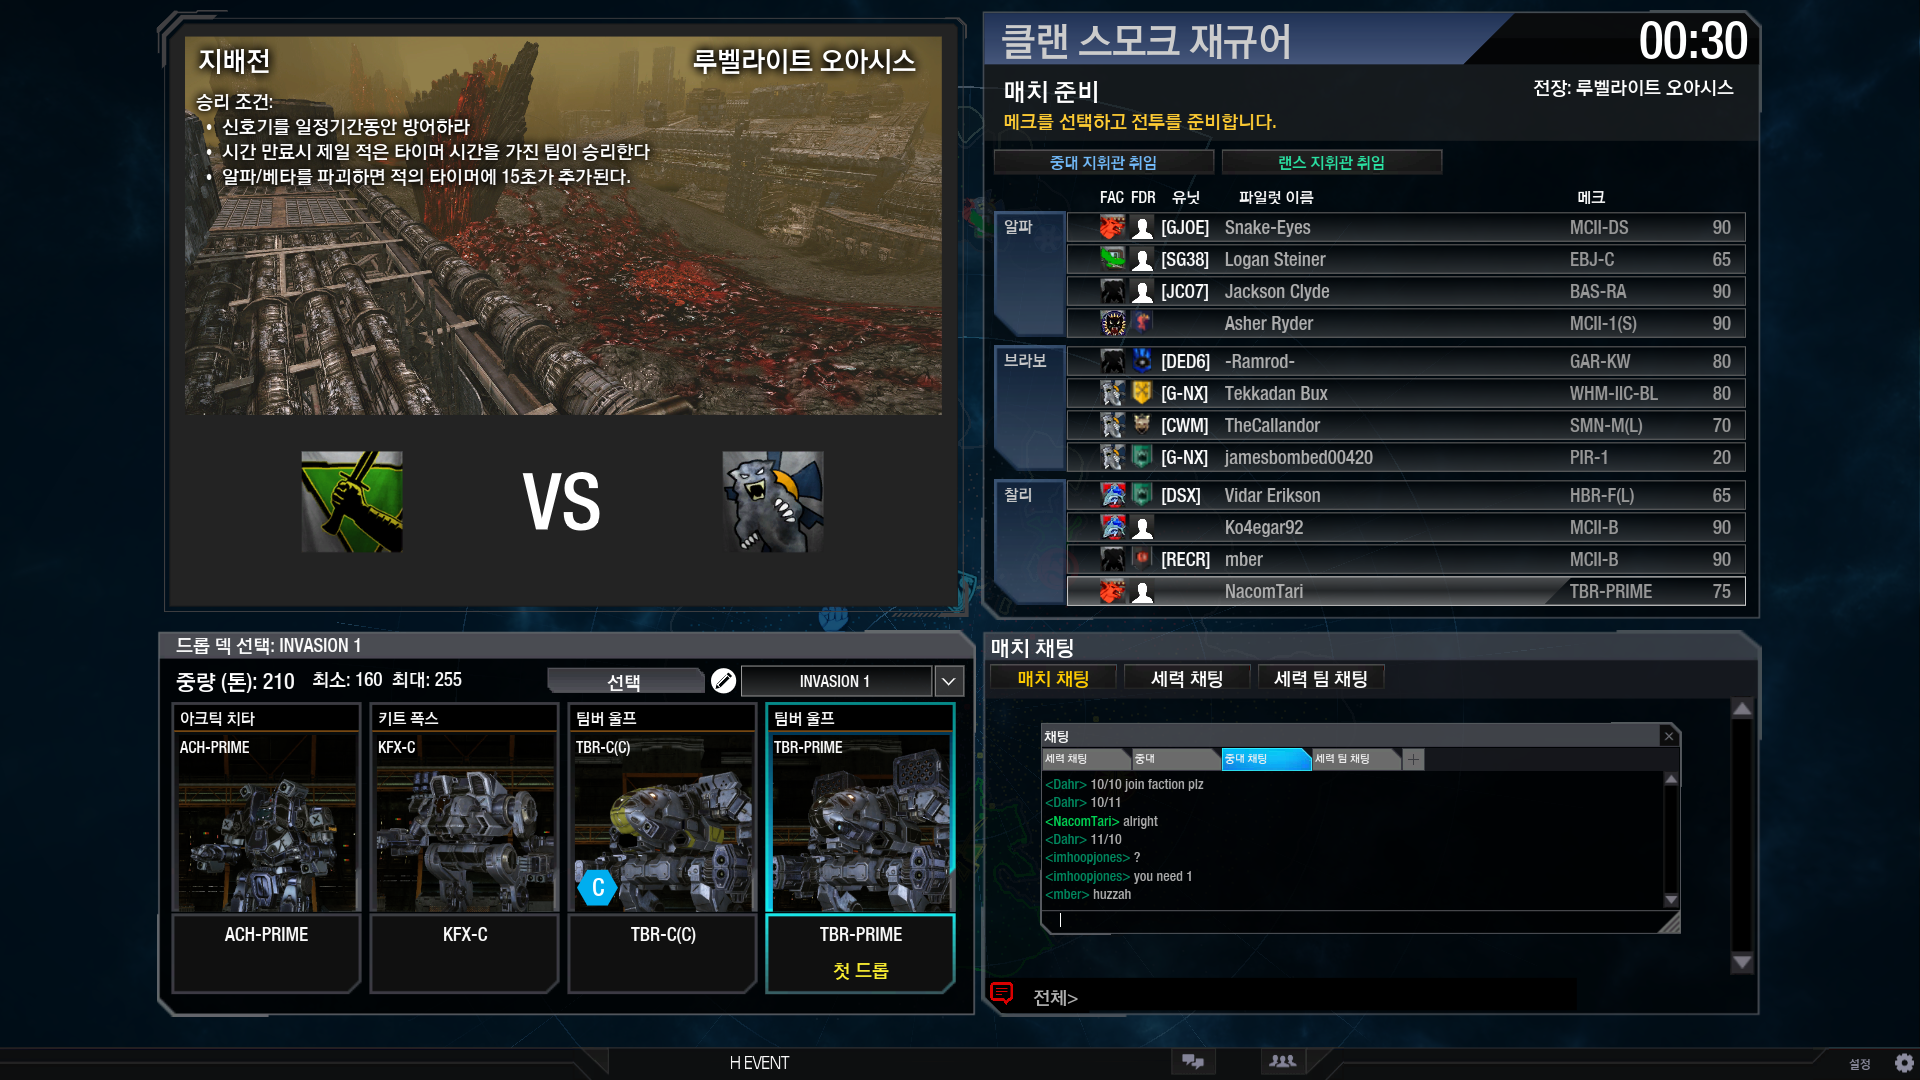 지배전
루벨라이트 오아시스
승리 조건:
• 신호기를 일정기간동안 방어하라
• 시간 만료시 제일 적은 타이머 시간을 가진 팀이 승리한다
• 알파/베타를 파괴하면 적의 타이머에 15초가 추가된다.
VS
클랜 스모크 재규어
00:30
매치 준비
전장: 루벨라이트 오아시스
메크를 선택하고 전투를 준비합니다.
중대 지휘관 취임
랜스 지휘관 취임
FAC FDR 유닛 파일럿 이름 메크
알파
[GJOE] Snake-Eyes MCII-DS 90
[SG38] Logan Steiner EBJ-C 65
[JCO7] Jackson Clyde BAS-RA 90
Asher Ryder MCII-1(S) 90
브라보
[DED6] -Ramrod- GAR-KW 80
[G-NX] Tekkadan Bux WHM-IIC-BL 80
[CWM] TheCallandor SMN-M(L) 70
[G-NX] jamesbombed00420 PIR-1 20
찰리
[DSX] Vidar Erikson HBR-F(L) 65
Ko4egar92 MCII-B 90
[RECR] mber MCII-B 90
NacomTari TBR-PRIME 75
드롭 덱 선택: INVASION 1
중량 (톤): 210 최소: 160 최대: 255
선택
INVASION 1
아크틱 치타
ACH-PRIME
ACH-PRIME
키트 폭스
KFX-C
KFX-C
팀버 울프
TBR-C(C)
C
TBR-C(C)
팀버 울프
TBR-PRIME
TBR-PRIME
첫 드롭
매치 채팅
매치 채팅
세력 채팅
세력 팀 채팅
채팅
세력 채팅
중대
중대 채팅
세력 팀 채팅
<Dahr> 10/10 join faction plz
<Dahr> 10/11
<NacomTari> alright
<Dahr> 11/10
<imhoopjones> ?
<imhoopjones> you need 1
<mber> huzzah
전체>
H EVENT
설정